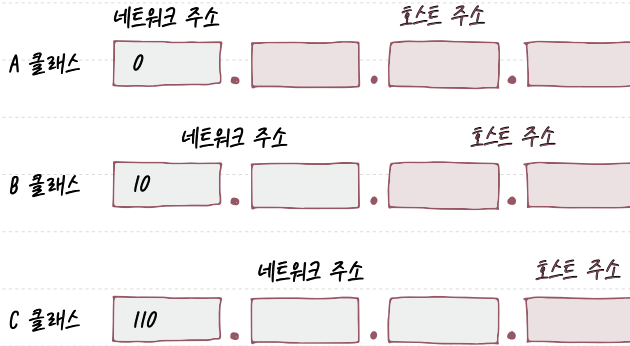 네트워크 주소 호스트 주소
A 클래스 0 . . .
네트워크 주소 호스트 주소
B 클래스 10 . . .
네트워크 주소 호스트 주소
C 클래스 110 . . .